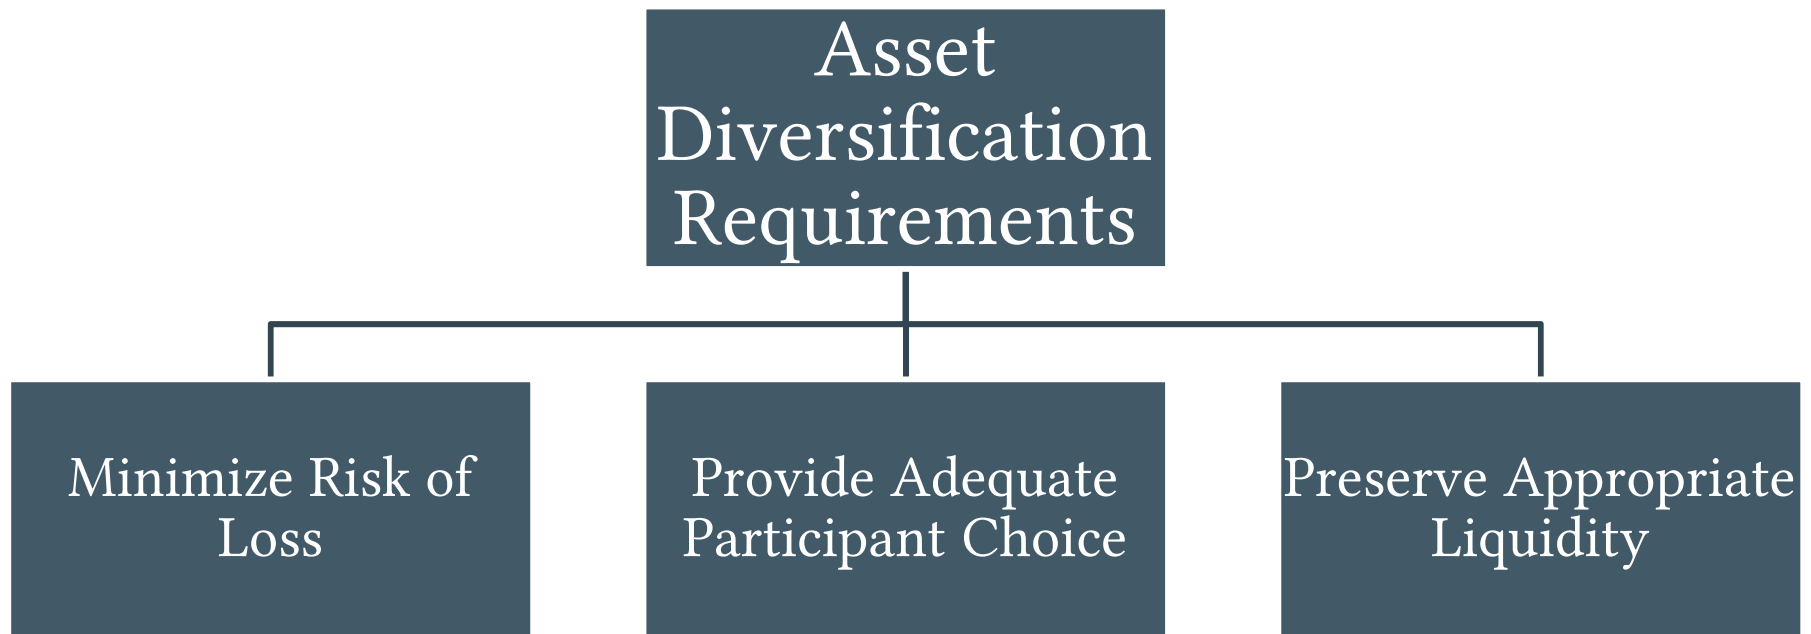 Asset
Diversification
Requirements
Minimize Risk of
Loss
Provide Adequate
Participant Choice
Preserve Appropriate
Liquidity